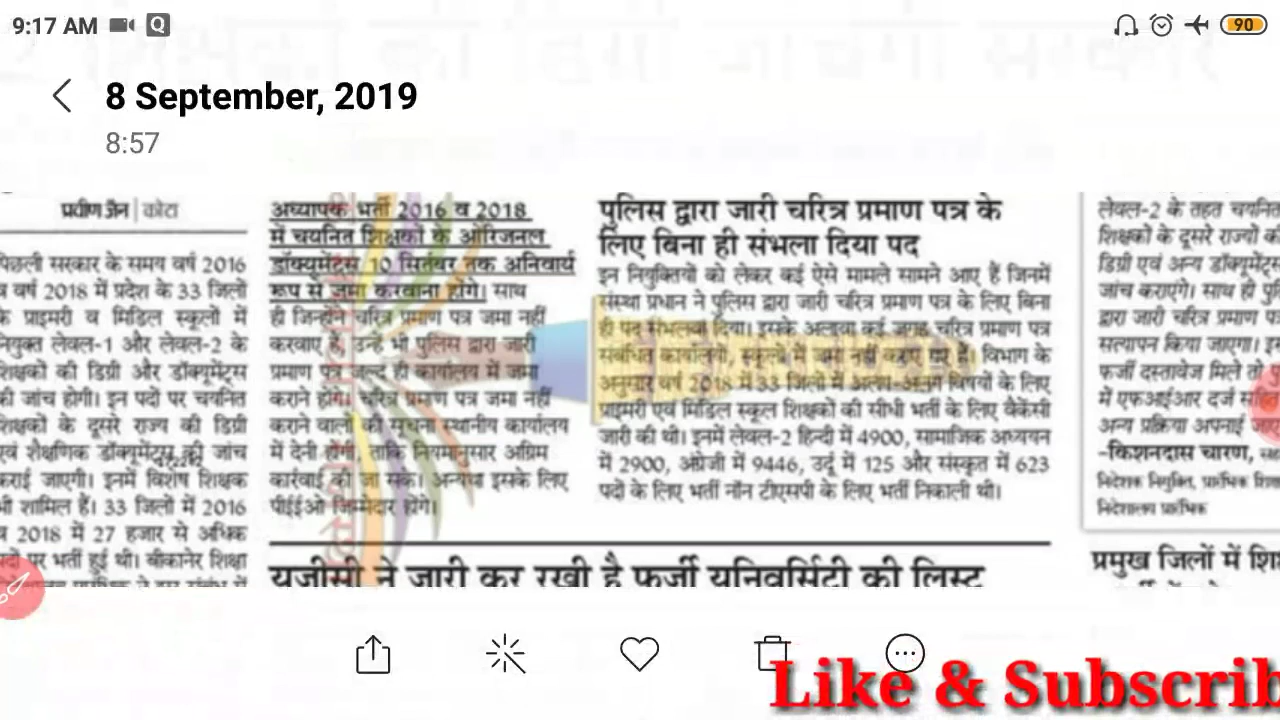 9:17 AM
90
8 September, 2019
8:57
प्रवीण जैन | कोटा
पिछली सरकार के समय वर्ष 2016
व वर्ष 2018 में प्रदेश के 33 जिलों
के प्राइमरी व मिडिल स्कूलों में
नियुक्त लेवल-1 और लेवल-2 के
शिक्षकों की डिग्री और डॉक्यूमेंट्स
की जांच होगी। इन पदों पर चयनित
शिक्षकों के दूसरे राज्य की डिग्री
एवं शैक्षणिक डॉक्यूमेंट्स की जांच
कराई जाएगी। इनमें विशेष शिक्षक
भी शामिल हैं। 33 जिलों में 2016
व 2018 में 27 हजार से अधिक
पदों पर भर्ती हुई थी। बीकानेर शिक्षा
अध्यापक भर्ती 2016 व 2018
में चयनित शिक्षकों के ओरिजनल
डॉक्यूमेंट्स 10 सितंबर तक अनिवार्य
रूप से जमा करवाना होंगे। साथ
ही जिन्होंने चरित्र प्रमाण पत्र जमा नहीं
करवाए हैं, उन्हें भी पुलिस द्वारा जारी
प्रमाण पत्र जल्द ही कार्यालय में जमा
कराने होंगे। चरित्र प्रमाण पत्र जमा नहीं
कराने वालों की सूचना स्थानीय कार्यालय
में देनी होगी, ताकि नियमानुसार अग्रिम
कार्रवाई की जा सके। अन्यथा इसके लिए
पीईईओ जिम्मेदार होंगे।
पुलिस द्वारा जारी चरित्र प्रमाण पत्र के
लिए बिना ही संभला दिया पद
इन नियुक्तियों को लेकर कई ऐसे मामले सामने आए हैं जिनमें
संस्था प्रधान ने पुलिस द्वारा जारी चरित्र प्रमाण पत्र के लिए बिना
ही पद संभलवा दिया। इसके अलावा कई जगह चरित्र प्रमाण पत्र
संबंधित कार्यालयों, स्कूलों में जमा नहीं कराए गए हैं। विभाग के
अनुसार वर्ष 2018 में 33 जिलों में अलग-अलग विषयों के लिए
प्राइमरी एवं मिडिल स्कूल शिक्षकों की सीधी भर्ती के लिए वैकेंसी
जारी की थी। इनमें लेवल-2 हिन्दी में 4900, सामाजिक अध्ययन
में 2900, अंग्रेजी में 9446, उर्दू में 125 और संस्कृत में 623
पदों के लिए भर्ती नॉन टीएसपी के लिए भर्ती निकाली थी।
यूजीसी ने जारी कर रखी है फर्जी यूनिवर्सिटी की लिस्ट
लेवल-2 के तहत चयनित
शिक्षकों के दूसरे राज्यों की
डिग्री एवं अन्य डॉक्यूमेंट्स
जांच कराएंगे। साथ ही पुलि
द्वारा जारी चरित्र प्रमाण पत्र
सत्यापन किया जाएगा।
फर्जी दस्तावेज मिले तो
में एफआईआर दर्ज सहित
अन्य प्रक्रिया अपनाई जाए
-किशनदास चारण,
निदेशक नियुक्ति, प्रारंभिक शिक्षा
निदेशालय प्रारंभिक
प्रमुख जिलों में शि
Like & Subscrib